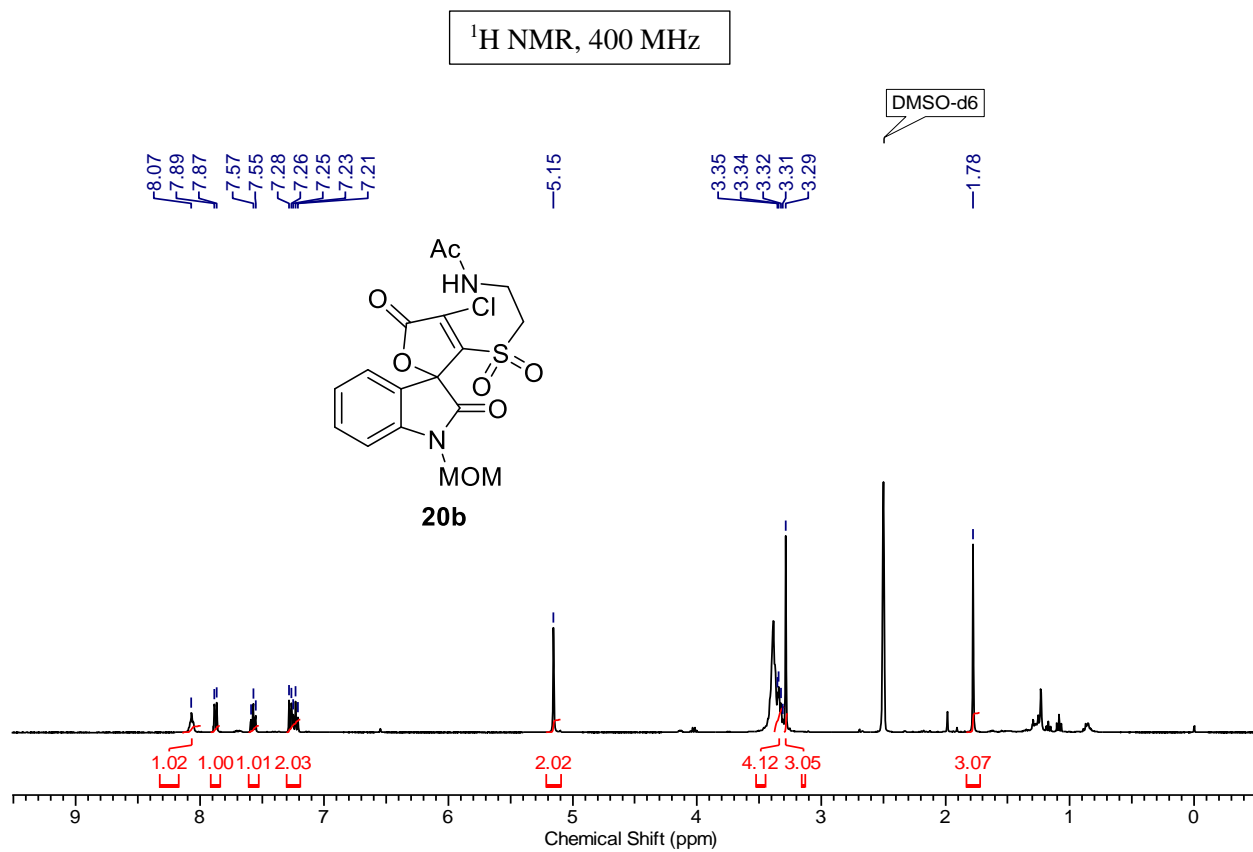 ¹H NMR, 400 MHz
DMSO-d6
8.07
7.89
7.87
7.57
7.55
7.28
7.26
7.25
7.23
7.21
5.15
3.35
3.34
3.32
3.31
3.29
1.78
Ac
HN
O
Cl
O
S
O
O
O
N
MOM
20b
1.02 1.00 1.01 2.03 2.02 4.12 3.05 3.07
9 8 7 6 5 4 3 2 1 0
Chemical Shift (ppm)